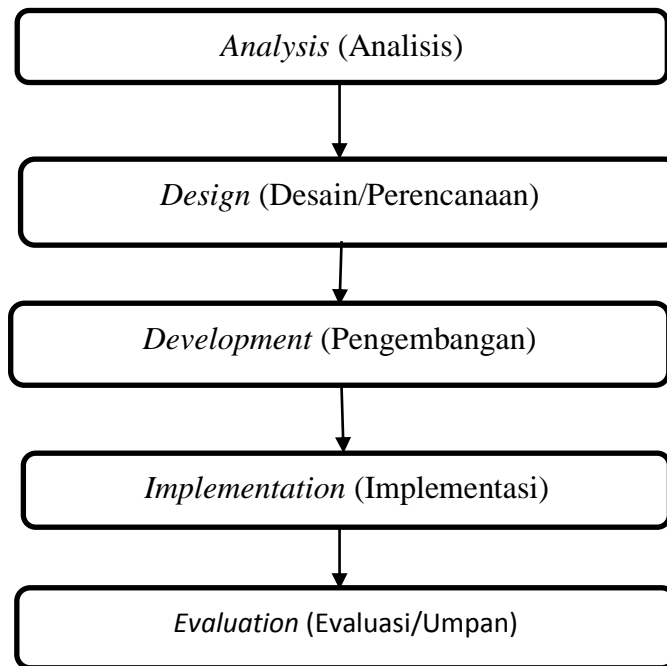 Analysis (Analisis)
Design (Desain/Perencanaan)
Development (Pengembangan)
Implementation (Implementasi)
Evaluation (Evaluasi/Umpan)